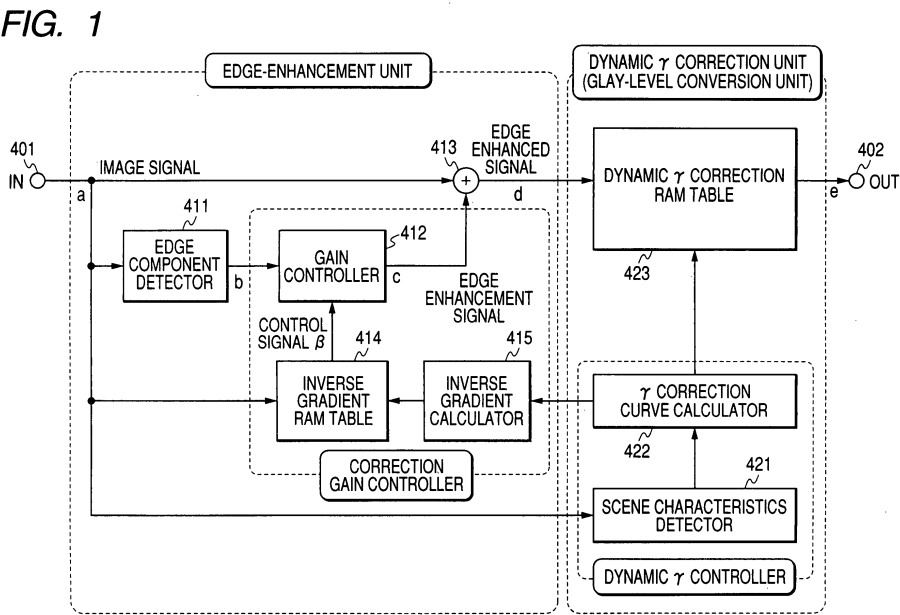 FIG. 1
EDGE-ENHANCEMENT UNIT
DYNAMIC γ CORRECTION UNIT
(GLAY-LEVEL CONVERSION UNIT)
401
IN
a
IMAGE SIGNAL
413
+
EDGE
ENHANCED
SIGNAL
d
DYNAMIC γ CORRECTION
RAM TABLE
423
402
e
OUT
411
EDGE
COMPONENT
DETECTOR
b
GAIN
CONTROLLER
412
c
EDGE
ENHANCEMENT
SIGNAL
CONTROL
SIGNAL β
414
INVERSE
GRADIENT
RAM TABLE
415
INVERSE
GRADIENT
CALCULATOR
γ CORRECTION
CURVE CALCULATOR
422
CORRECTION
GAIN CONTROLLER
421
SCENE CHARACTERISTICS
DETECTOR
DYNAMIC γ CONTROLLER